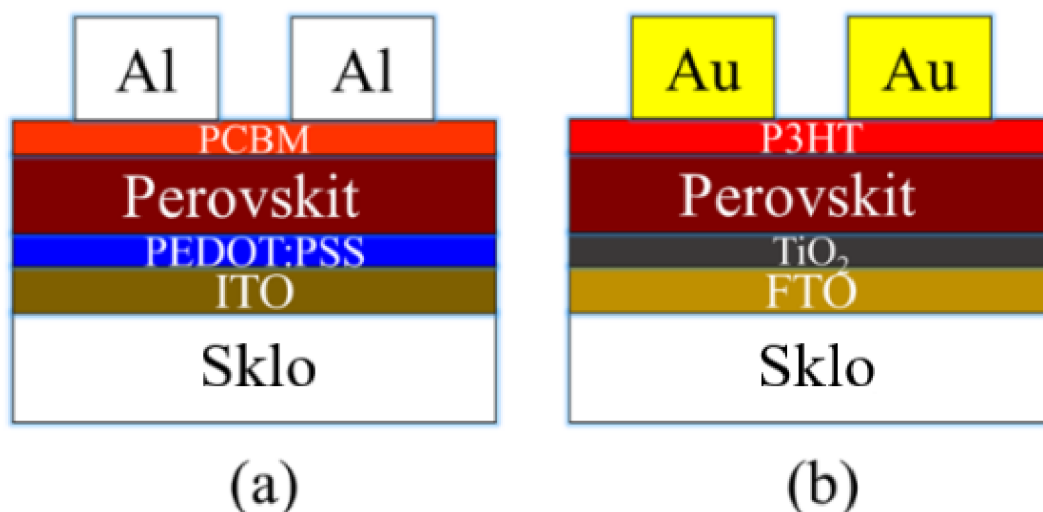 Al Al
PCBM
Perovskit
PEDOT:PSS
ITO
Sklo
(a)
Au Au
P3HT
Perovskit
TiO₂
FTO
Sklo
(b)